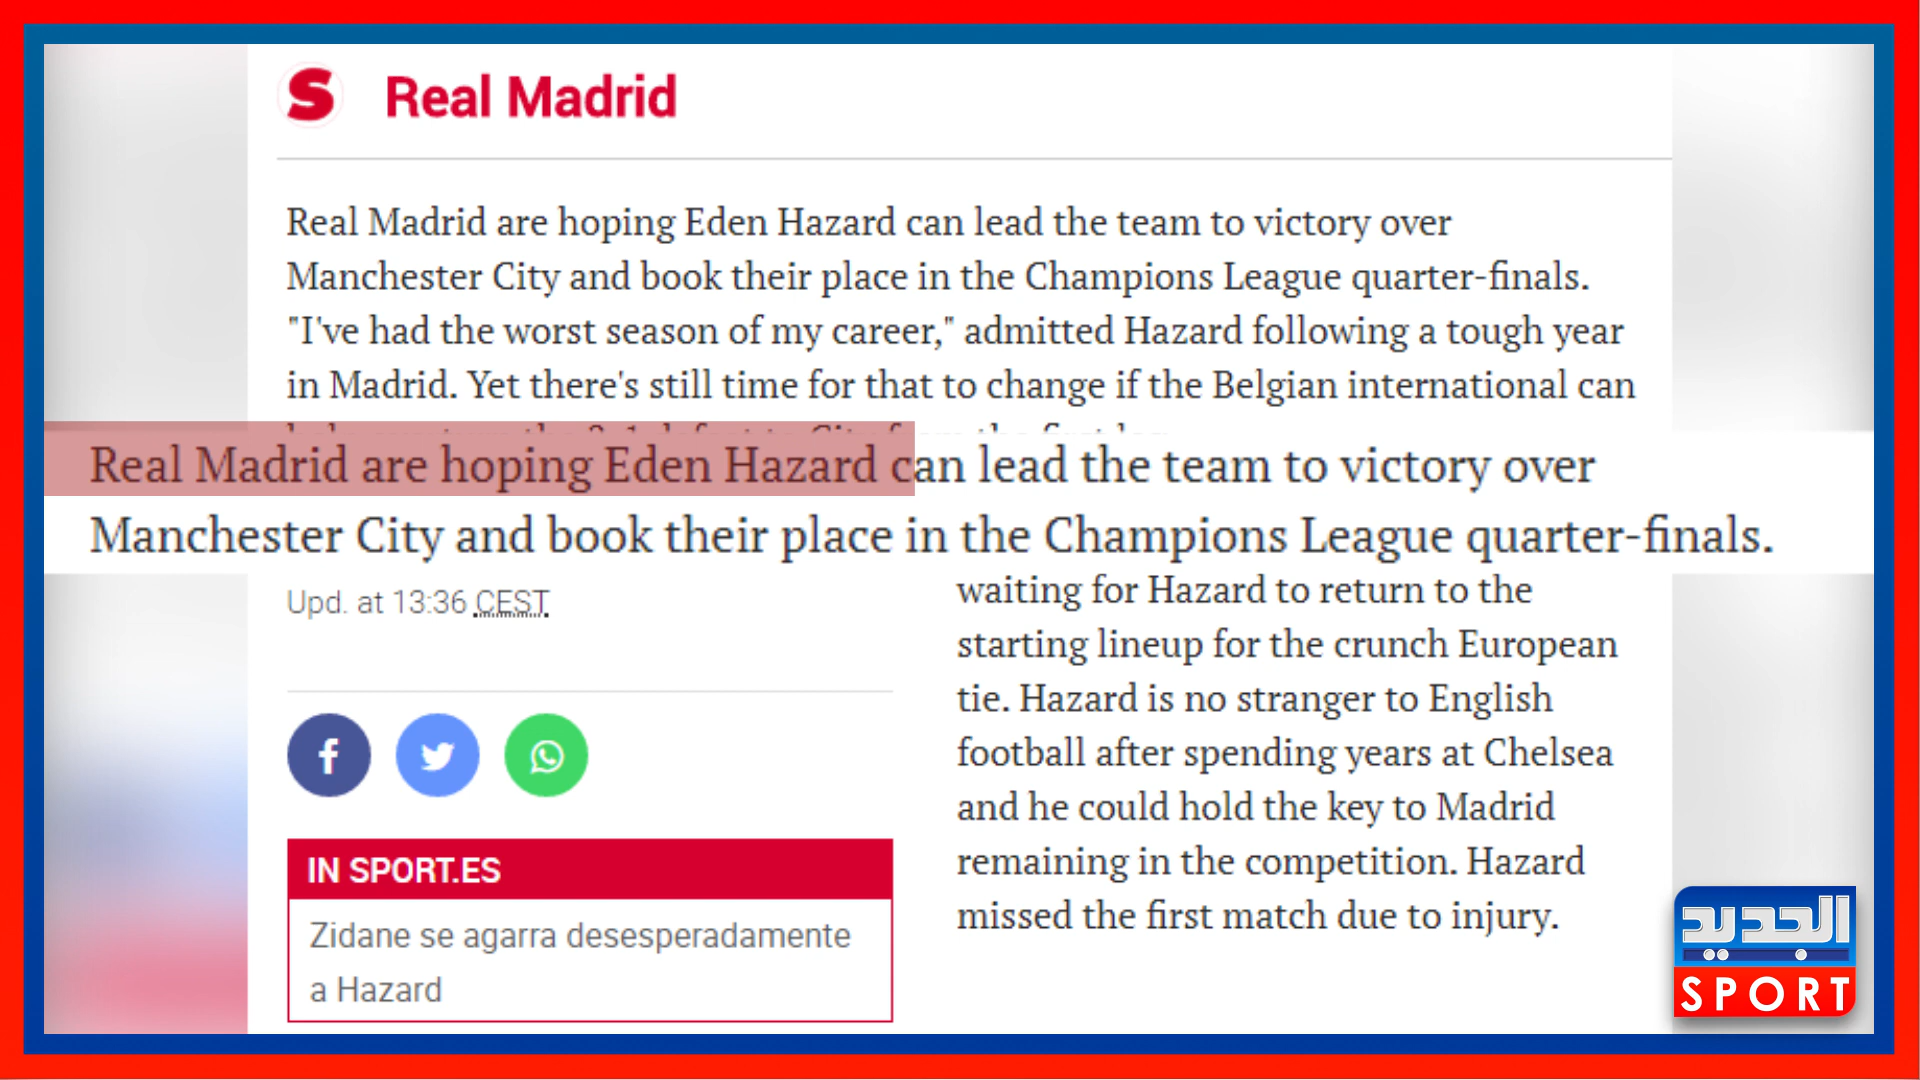 S Real Madrid
Real Madrid are hoping Eden Hazard can lead the team to victory over
Manchester City and book their place in the Champions League quarter-finals.
"I've had the worst season of my career," admitted Hazard following a tough year
in Madrid. Yet there's still time for that to change if the Belgian international can
Real Madrid are hoping Eden Hazard can lead the team to victory over
Manchester City and book their place in the Champions League quarter-finals.
Upd. at 13:36 CEST
IN SPORT.ES
Zidane se agarra desesperadamente
a Hazard
waiting for Hazard to return to the
starting lineup for the crunch European
tie. Hazard is no stranger to English
football after spending years at Chelsea
and he could hold the key to Madrid
remaining in the competition. Hazard
missed the first match due to injury.
الجديد
SPORT